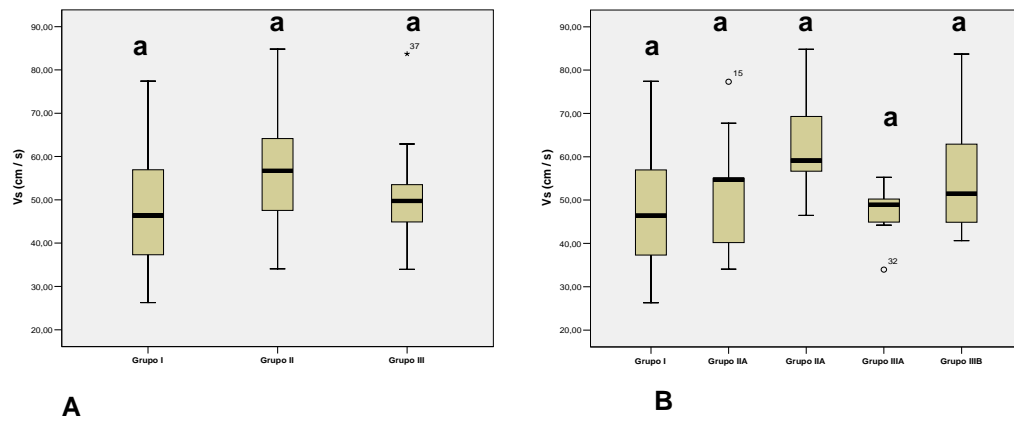 a a a
90,00
80,00
70,00
60,00
50,00
40,00
30,00
20,00
Vs (cm / s)
37
*
Grupo I Grupo II Grupo III
A
a a a a a
90,00
80,00
70,00
60,00
50,00
40,00
30,00
20,00
Vs (cm / s)
15
32
Grupo I Grupo IIA Grupo IIA Grupo IIIA Grupo IIIB
B